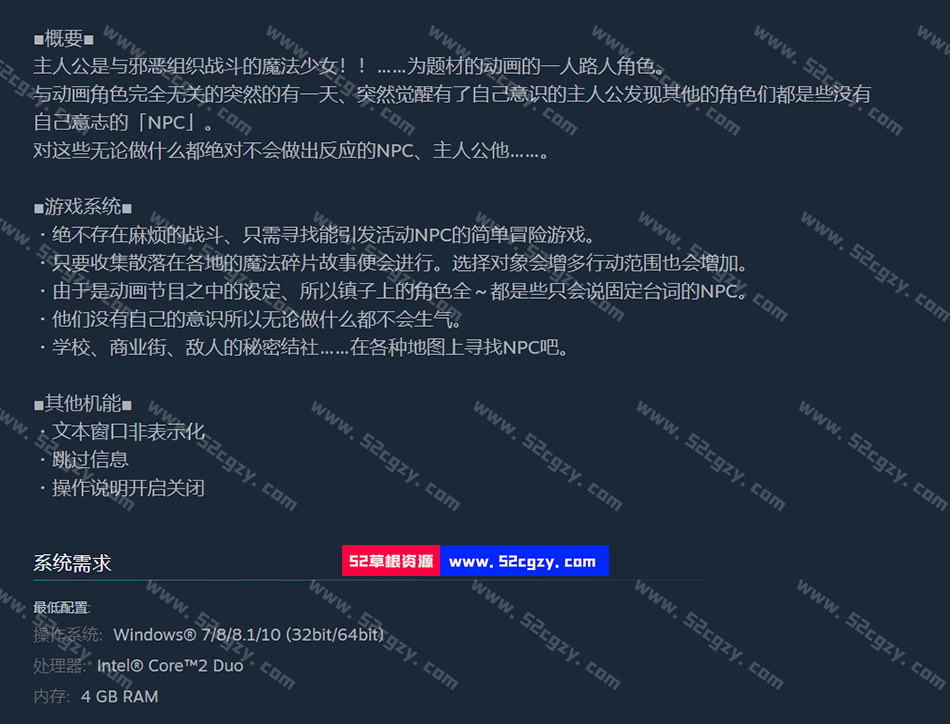 ■概要■
主人公是与邪恶组织战斗的魔法少女！！……为题材的动画的一人路人角色。
与动画角色完全无关的突然的有一天、突然觉醒有了自己意识的主人公发现其他的角色们都是些没有
自己意志的「NPC」。
对这些无论做什么都绝对不会做出反应的NPC、主人公他……。
■游戏系统■
・绝不存在麻烦的战斗、只需寻找能引发活动NPC的简单冒险游戏。
・只要收集散落在各地的魔法碎片故事便会进行。选择对象会增多行动范围也会增加。
・由于是动画节目之中的设定、所以镇子上的角色全～都是些只会说固定台词的NPC。
・他们没有自己的意识所以无论做什么都不会生气。
・学校、商业街、敌人的秘密结社……在各种地图上寻找NPC吧。
■其他机能■
・文本窗口非表示化
・跳过信息
・操作说明开启关闭
系统需求
52草根资源 www.52cgzy.com
最低配置:
操作系统: Windows® 7/8/8.1/10 (32bit/64bit)
处理器: Intel® Core™2 Duo
内存: 4 GB RAM
www.52cgzy.com